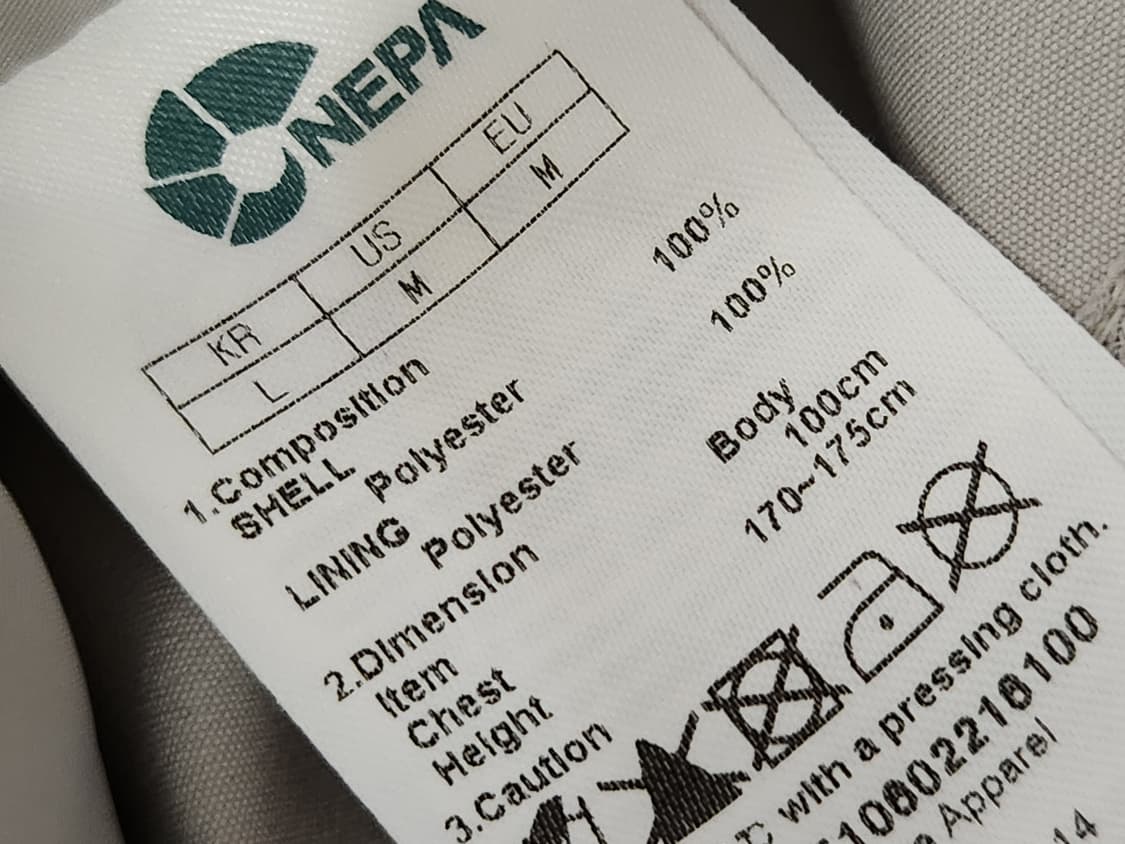 NEPA
KR US EU
L M M
1.Composition
SHELL
Polyester 100%
LINING
Polyester 100%
2.Dimension
Item Body
Chest 100cm
Height 170~175cm
3.Caution
with a pressing cloth.
Apparel
14